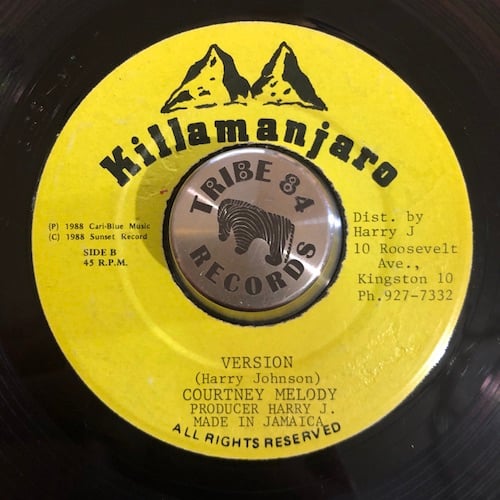 Killamanjaro
TRIBE 84
RECORDS
(P) 1988 Cari-Blue Music
(C) 1988 Sunset Record
SIDE B
45 R.P.M.
Dist. by
Harry J
10 Roosevelt
Ave.,
Kingston 10
Ph.927-7332
VERSION
(Harry Johnson)
COURTNEY MELODY
PRODUCER HARRY J.
MADE IN JAMAICA
ALL RIGHTS RESERVED